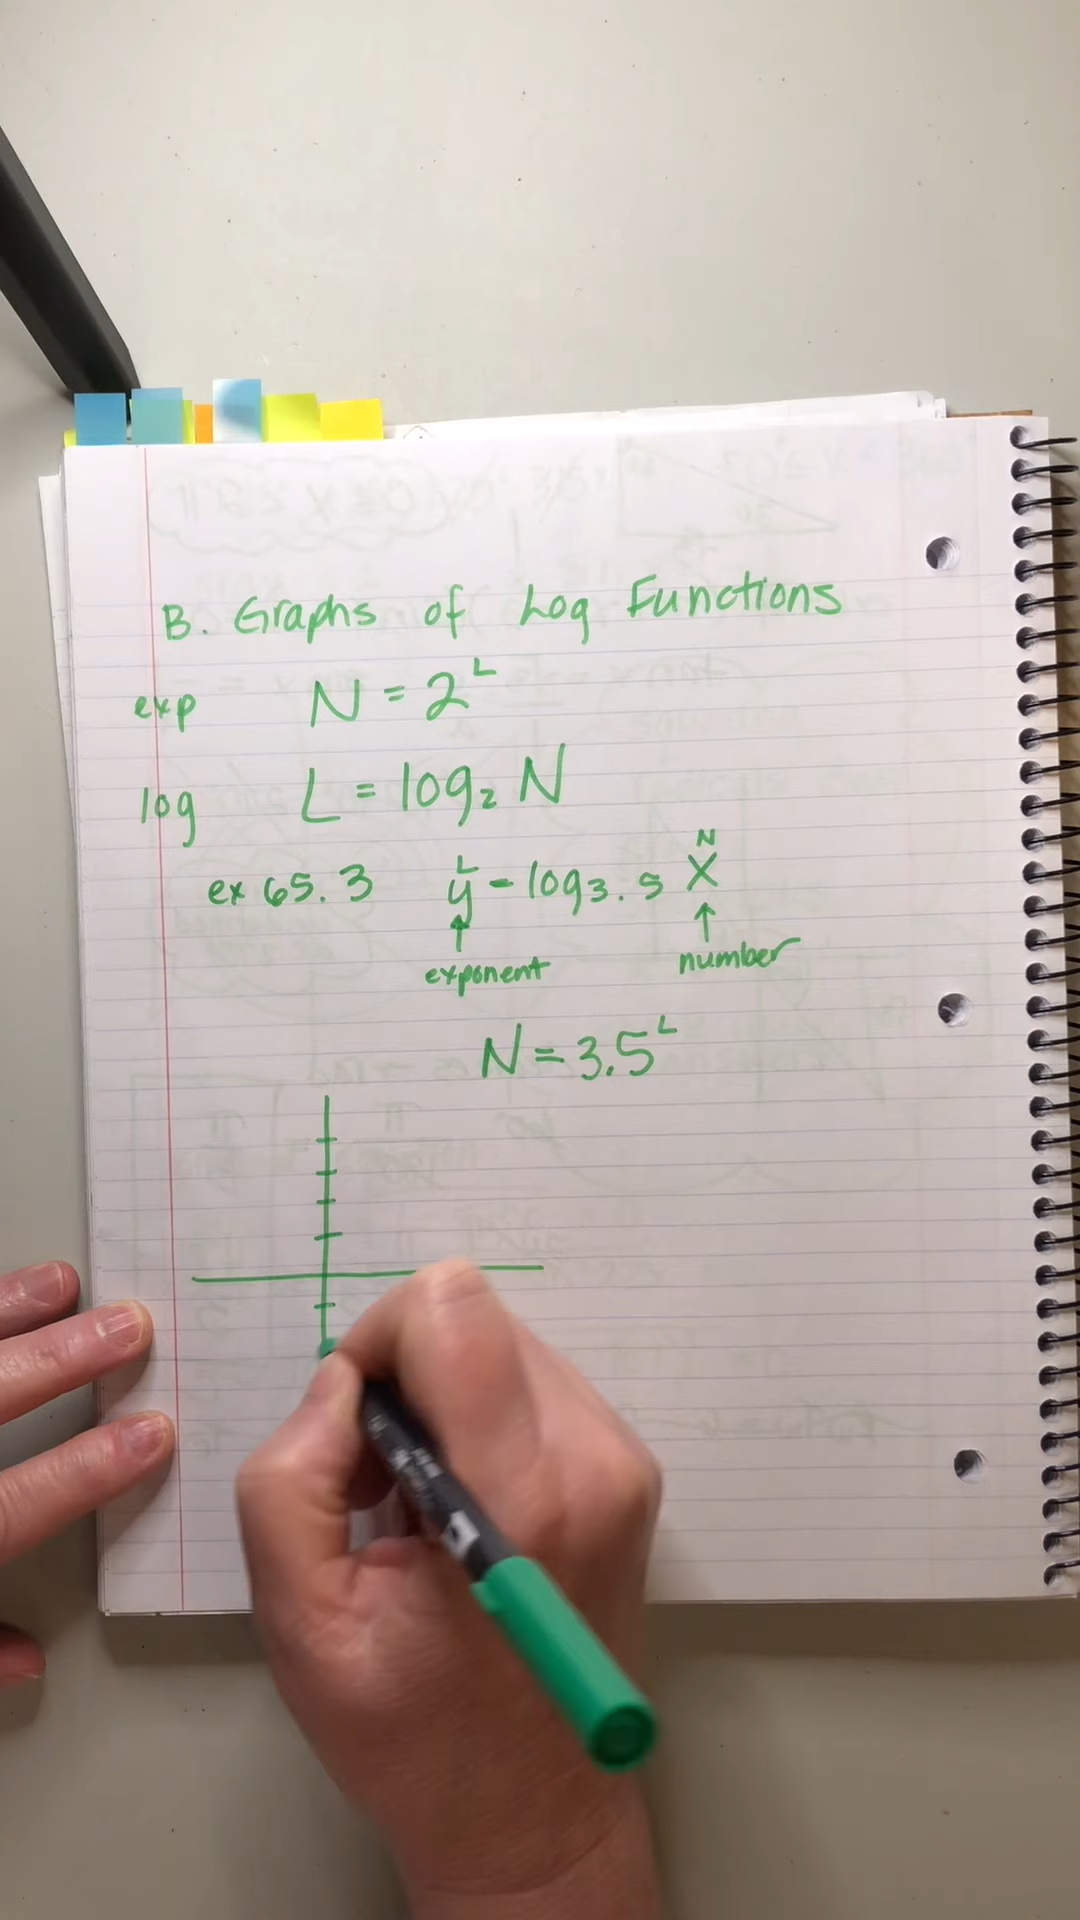 B. Graphs of Log Functions
exp N = 2^L
log L = log₂ N
L N
ex 65.3 y - log₃.₅ X
↑ ↑
exponent number
N = 3.5^L